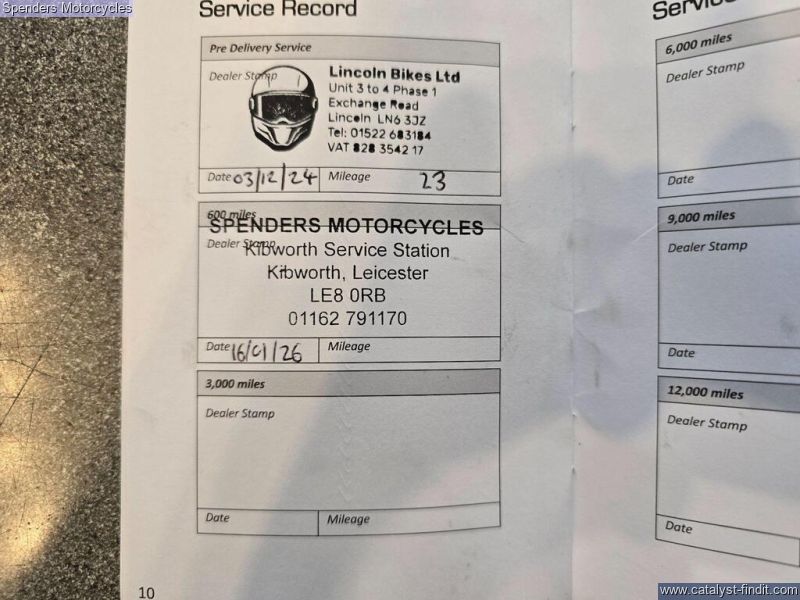 Spenders Motorcycles
Service Record
Pre Delivery Service
Dealer Stamp
Lincoln Bikes Ltd
Unit 3 to 4 Phase 1
Exchange Road
Lincoln LN6 3JZ
Tel: 01522 683184
VAT 828 3542 17
Date 03/12/24 Mileage 23
600 miles
SPENDERS MOTORCYCLES
Dealer Stamp
Kibworth Service Station
Kibworth, Leicester
LE8 0RB
01162 791170
Date 16/01/26 Mileage
3,000 miles
Dealer Stamp
Date Mileage
10
6,000 miles
Dealer Stamp
Date
9,000 miles
Dealer Stamp
Date
12,000 miles
Dealer Stamp
Date
www.catalyst-findit.com